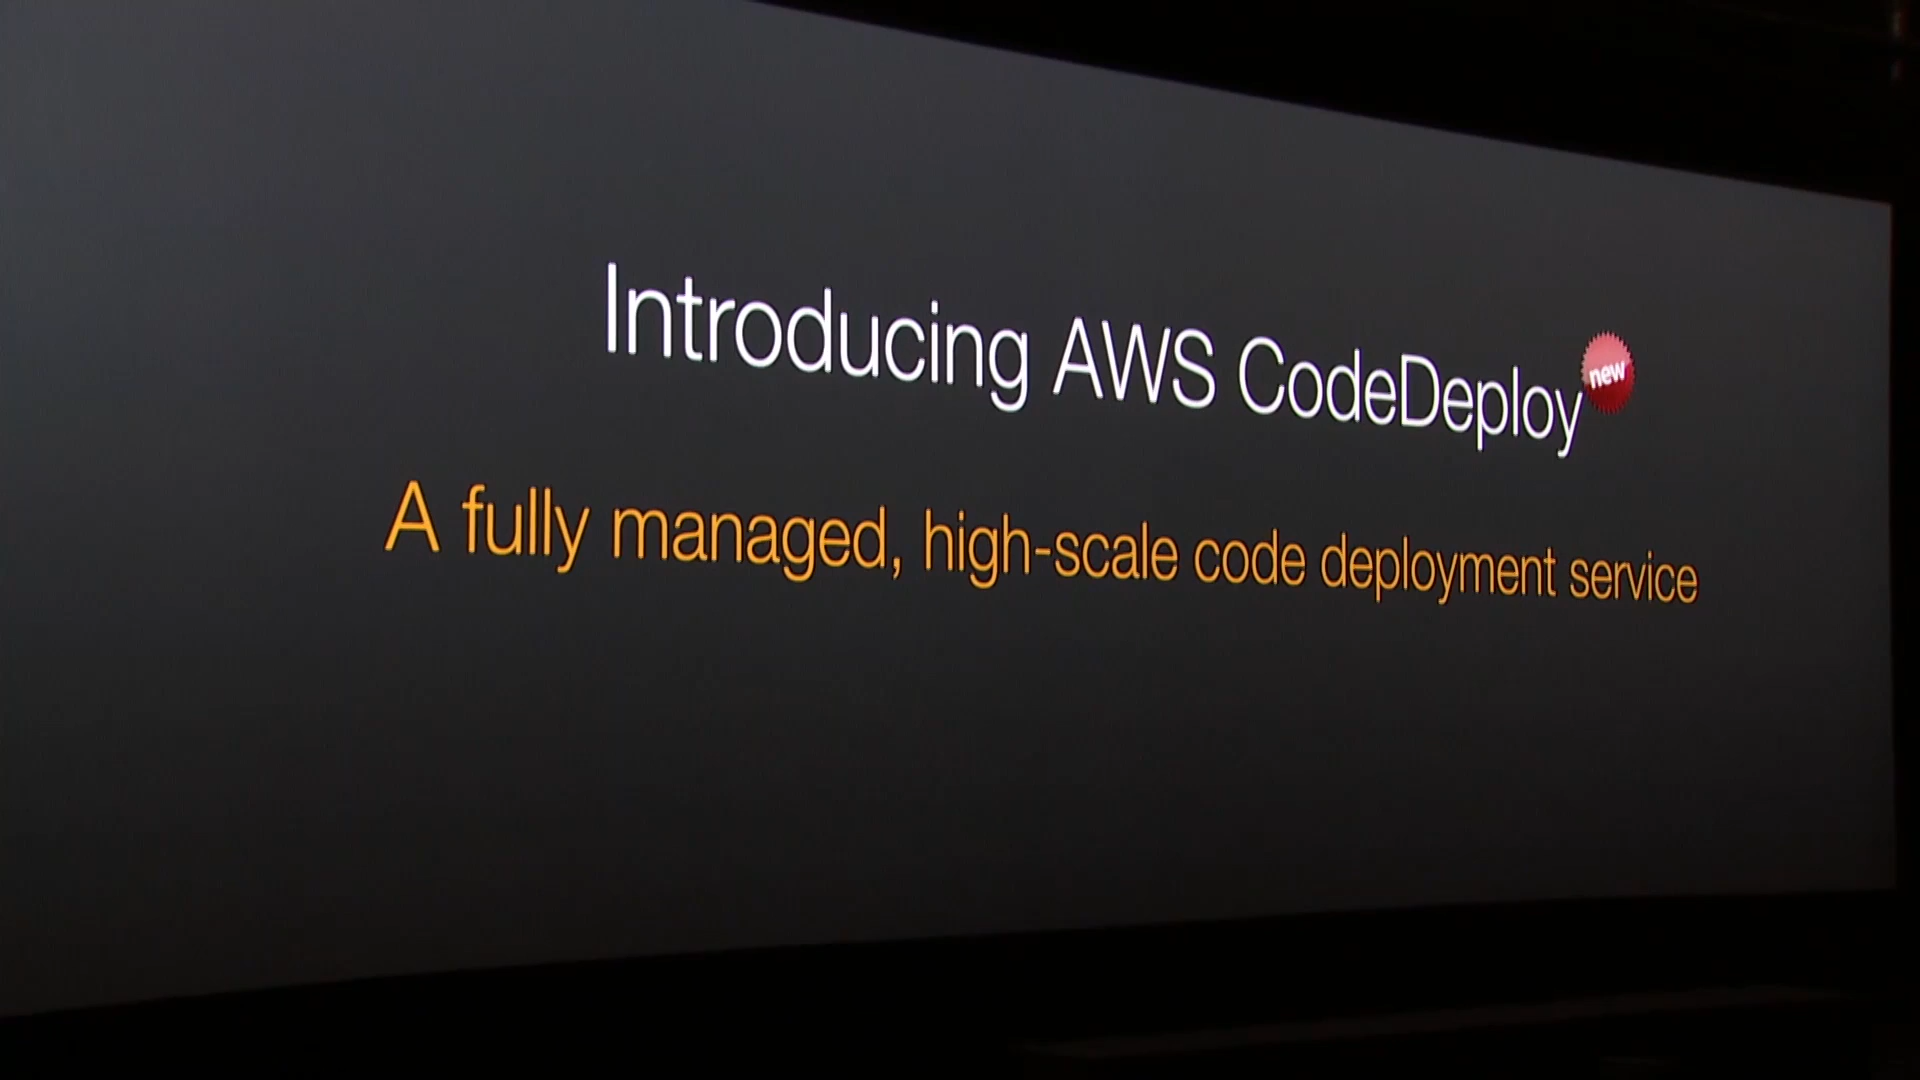 Introducing AWS CodeDeploy new
A fully managed, high-scale code deployment service